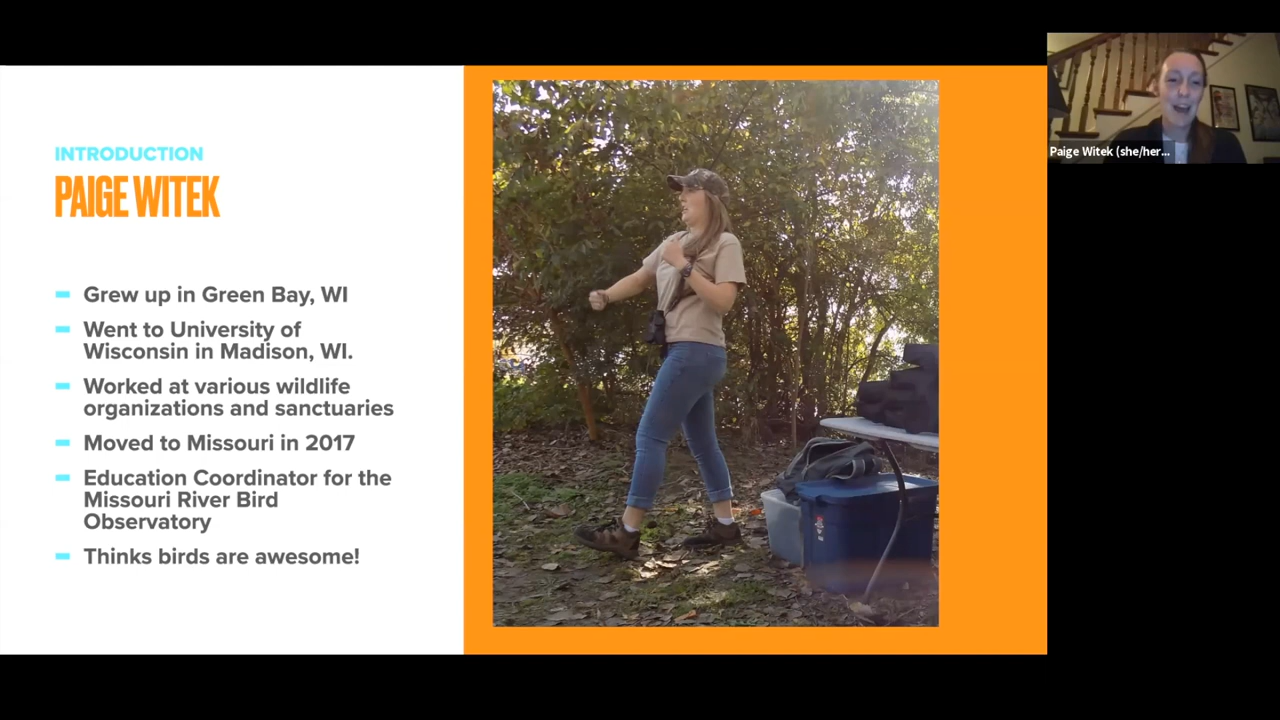 INTRODUCTION
PAIGE WITEK
Grew up in Green Bay, WI
Went to University of
Wisconsin in Madison, WI.
Worked at various wildlife
organizations and sanctuaries
Moved to Missouri in 2017
Education Coordinator for the
Missouri River Bird
Observatory
Thinks birds are awesome!
Paige Witek (she/her...